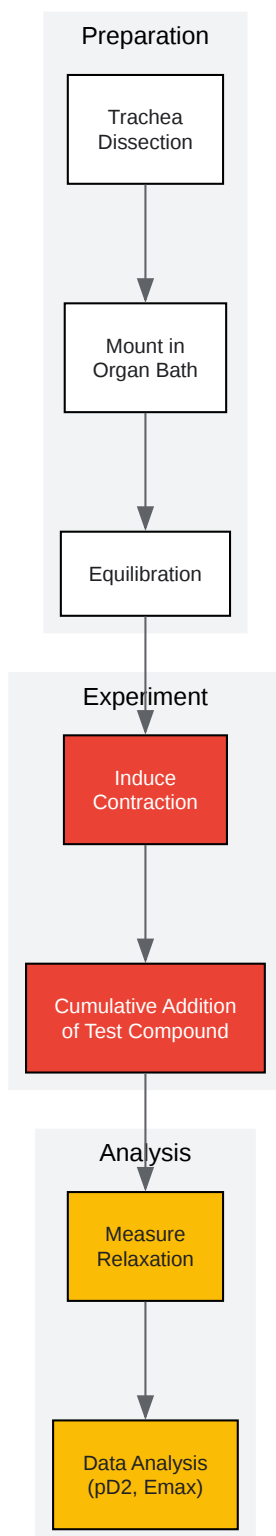 Preparation
Trachea
Dissection
Mount in
Organ Bath
Equilibration
Experiment
Induce
Contraction
Cumulative Addition
of Test Compound
Analysis
Measure
Relaxation
Data Analysis
(pD2, Emax)